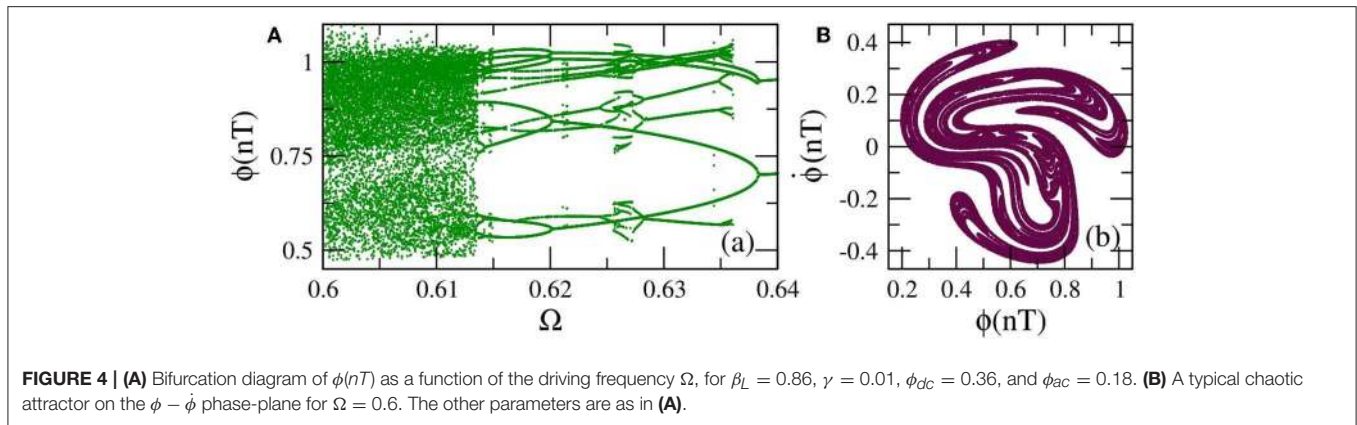 A
1
0.75
0.5
ϕ(nT)
(a)
0.6 0.61 0.62 0.63 0.64
Ω
B
0.4
0.2
0
-0.2
-0.4
ϕ̇(nT)
(b)
0.2 0.4 0.6 0.8 1
ϕ(nT)
FIGURE 4 | (A) Bifurcation diagram of ϕ(nT) as a function of the driving frequency Ω, for β_L = 0.86, γ = 0.01, ϕ_dc = 0.36, and ϕ_ac = 0.18. (B) A typical chaotic
attractor on the ϕ − ϕ̇ phase-plane for Ω = 0.6. The other parameters are as in (A).